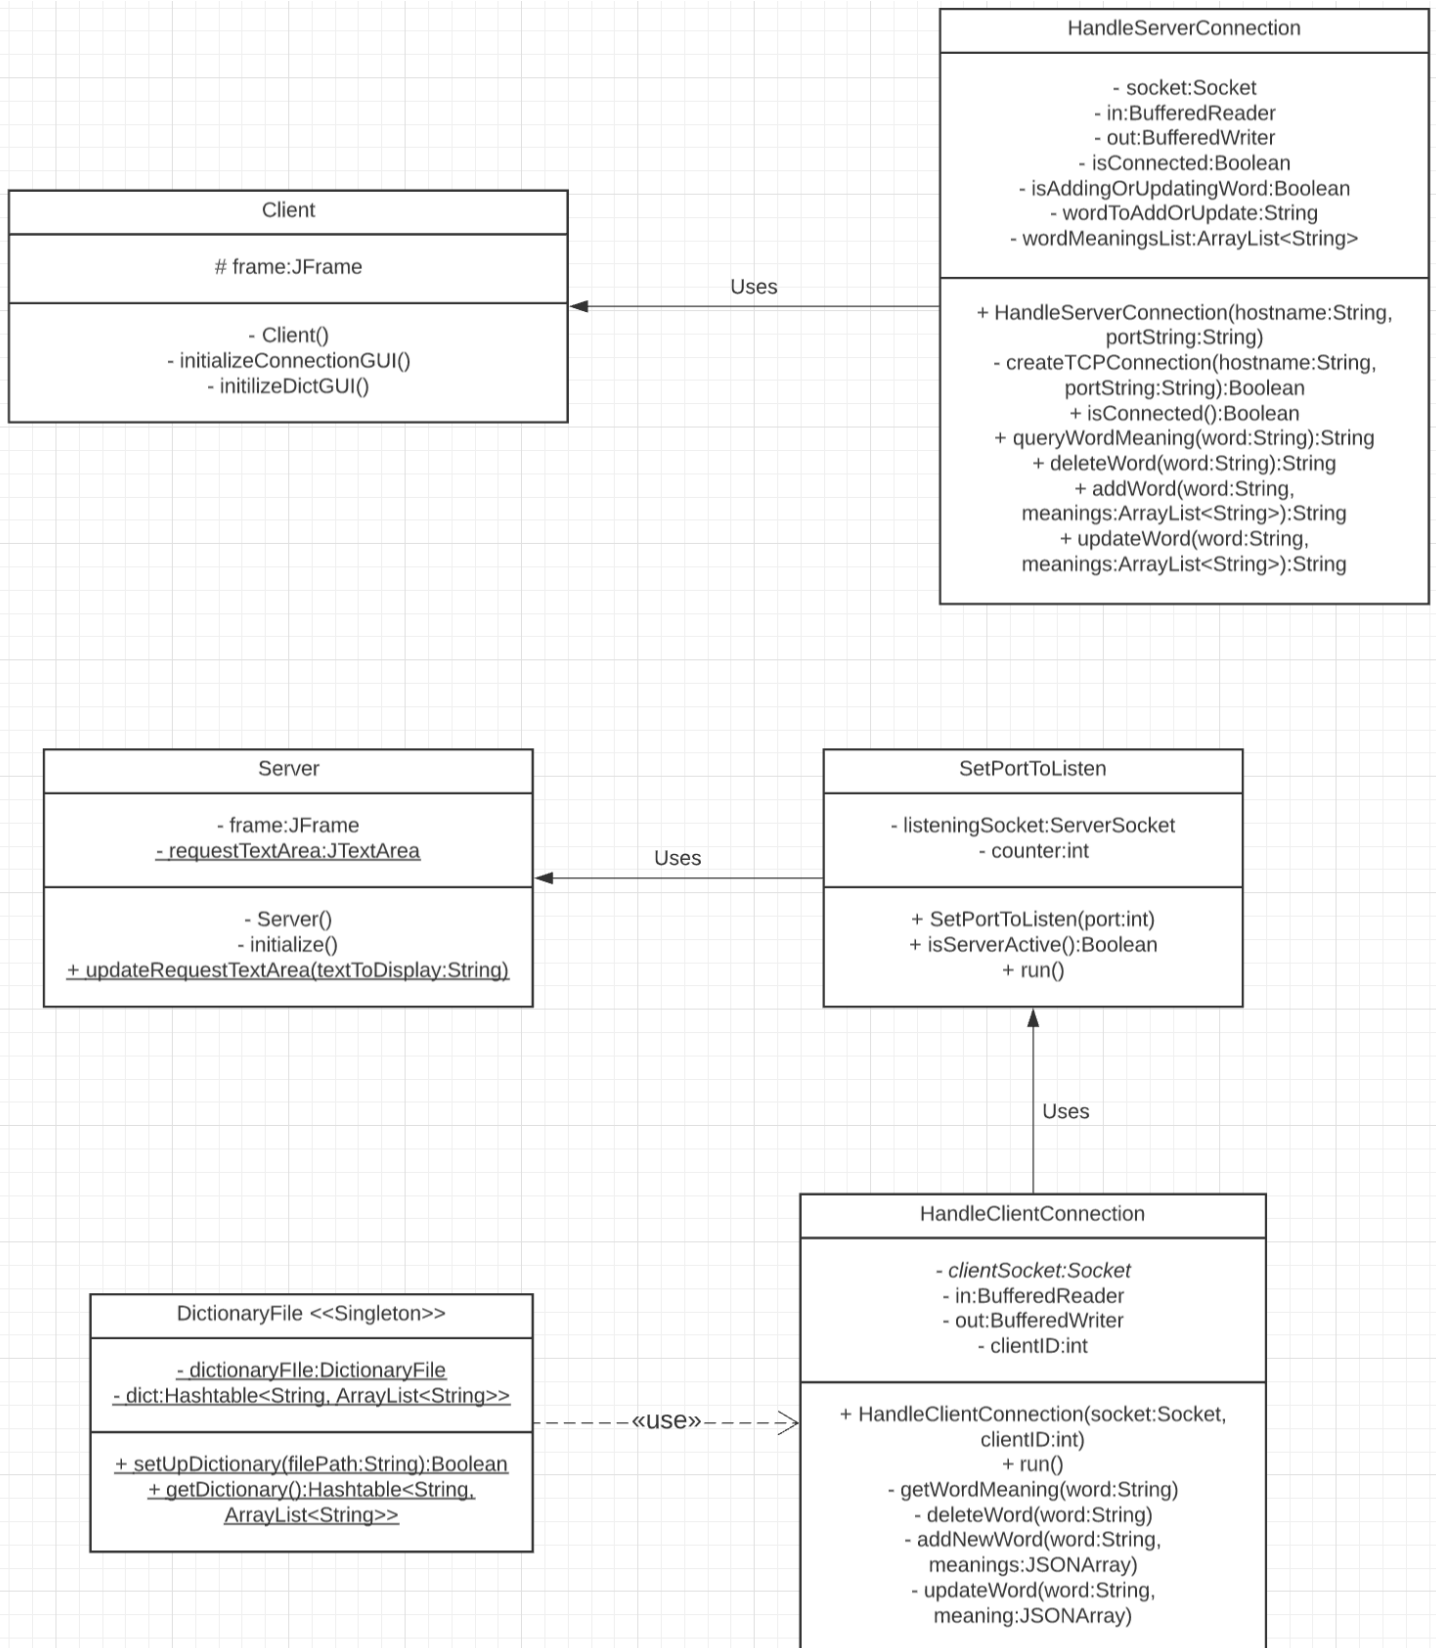 HandleServerConnection
- socket:Socket
- in:BufferedReader
- out:BufferedWriter
- isConnected:Boolean
- isAddingOrUpdatingWord:Boolean
- wordToAddOrUpdate:String
- wordMeaningsList:ArrayList<String>
+ HandleServerConnection(hostname:String,
portString:String)
- createTCPConnection(hostname:String,
portString:String):Boolean
+ isConnected():Boolean
+ queryWordMeaning(word:String):String
+ deleteWord(word:String):String
+ addWord(word:String,
meanings:ArrayList<String>):String
+ updateWord(word:String,
meanings:ArrayList<String>):String
Client
# frame:JFrame
- Client()
- initializeConnectionGUI()
- initilizeDictGUI()
Uses
Server
- frame:JFrame
- requestTextArea:JTextArea
- Server()
- initialize()
+ updateRequestTextArea(textToDisplay:String)
Uses
SetPortToListen
- listeningSocket:ServerSocket
- counter:int
+ SetPortToListen(port:int)
+ isServerActive():Boolean
+ run()
Uses
HandleClientConnection
- clientSocket:Socket
- in:BufferedReader
- out:BufferedWriter
- clientID:int
+ HandleClientConnection(socket:Socket,
clientID:int)
+ run()
- getWordMeaning(word:String)
- deleteWord(word:String)
- addNewWord(word:String,
meanings:JSONArray)
- updateWord(word:String,
meaning:JSONArray)
DictionaryFile <<Singleton>>
- dictionaryFIle:DictionaryFile
- dict:Hashtable<String, ArrayList<String>>
+ setUpDictionary(filePath:String):Boolean
+ getDictionary():Hashtable<String,
ArrayList<String>>
«use»